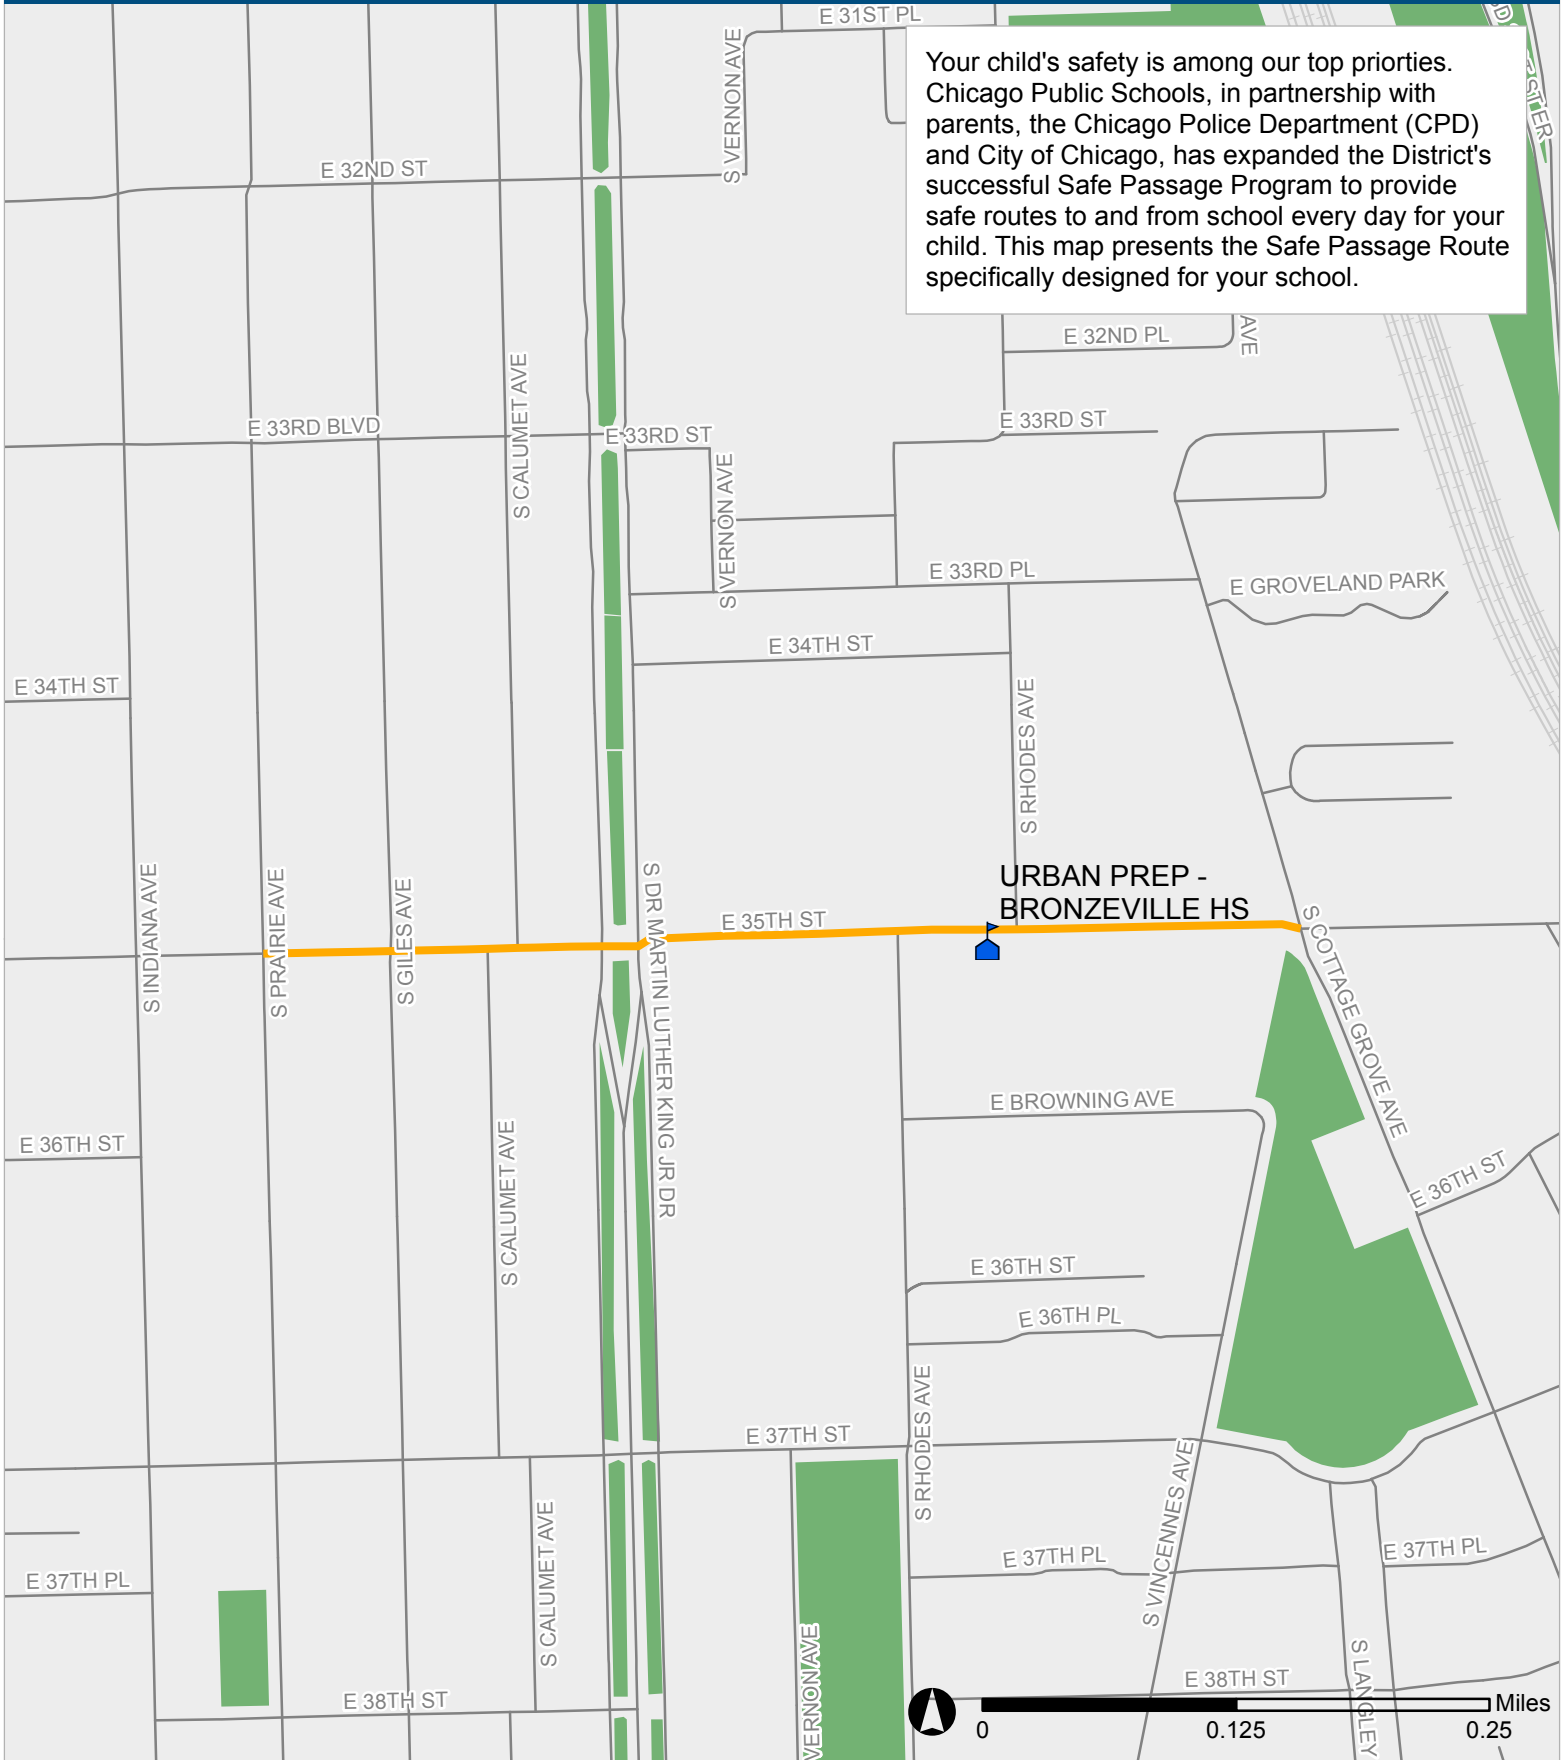 E 31ST PL
S VERNON AVE
Your child's safety is among our top priorties.
Chicago Public Schools, in partnership with
parents, the Chicago Police Department (CPD)
and City of Chicago, has expanded the District's
successful Safe Passage Program to provide
safe routes to and from school every day for your
child. This map presents the Safe Passage Route
specifically designed for your school.
E 32ND ST
E 32ND PL
AVE
S CALUMET AVE
E 33RD BLVD
E 33RD ST
E 33RD ST
S VERNON AVE
E 33RD PL
E GROVELAND PARK
E 34TH ST
E 34TH ST
S RHODES AVE
URBAN PREP -
BRONZEVILLE HS
E 35TH ST
S INDIANA AVE
S PRAIRIE AVE
S GILES AVE
S DR MARTIN LUTHER KING JR DR
S COTTAGE GROVE AVE
E BROWNING AVE
E 36TH ST
S CALUMET AVE
E 36TH ST
E 36TH ST
E 36TH PL
S RHODES AVE
E 37TH ST
S VINCENNES AVE
S CALUMET AVE
E 37TH PL
E 37TH PL
E 37TH PL
VERNON AVE
S LANGLEY
E 38TH ST
E 38TH ST
Miles
0 0.125 0.25